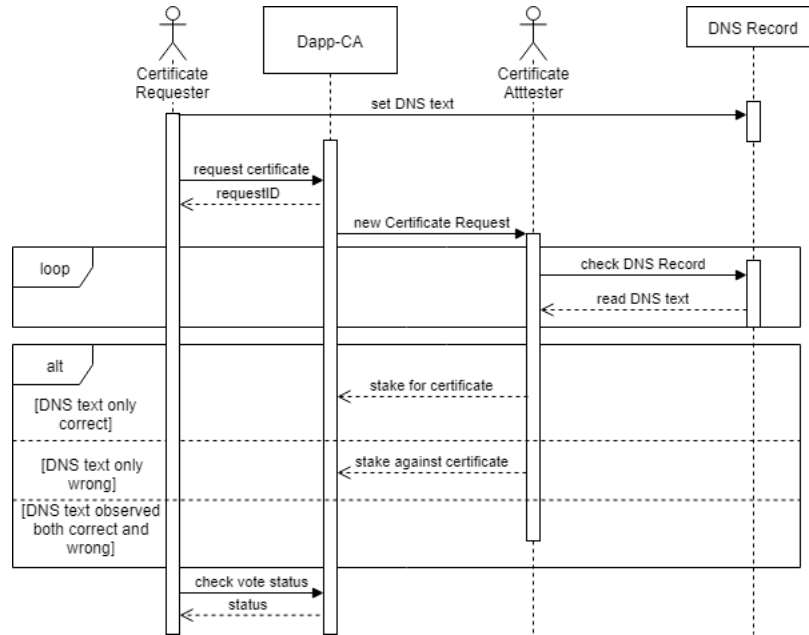 Dapp-CA
DNS Record
Certificate
Requester
Certificate
Atttester
set DNS text
request certificate
requestID
new Certificate Request
loop
check DNS Record
read DNS text
alt
stake for certificate
[DNS text only
correct]
stake against certificate
[DNS text only
wrong]
[DNS text observed
both correct and
wrong]
check vote status
status